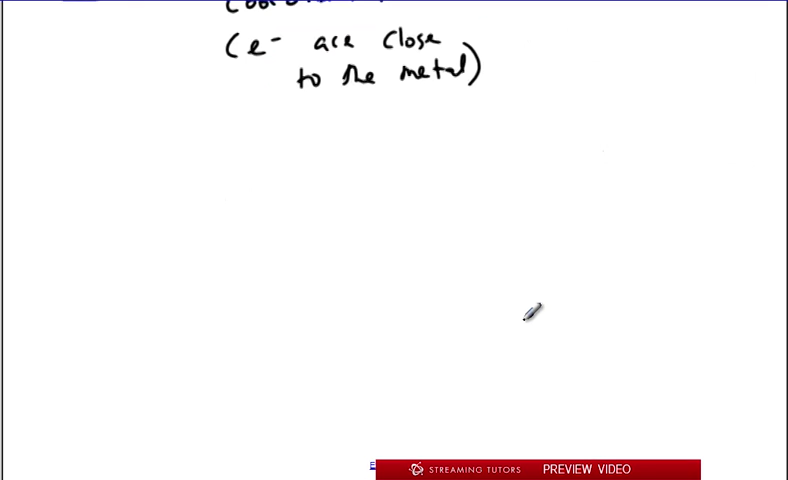 (e- are close
to the metal)
STREAMING TUTORS PREVIEW VIDEO